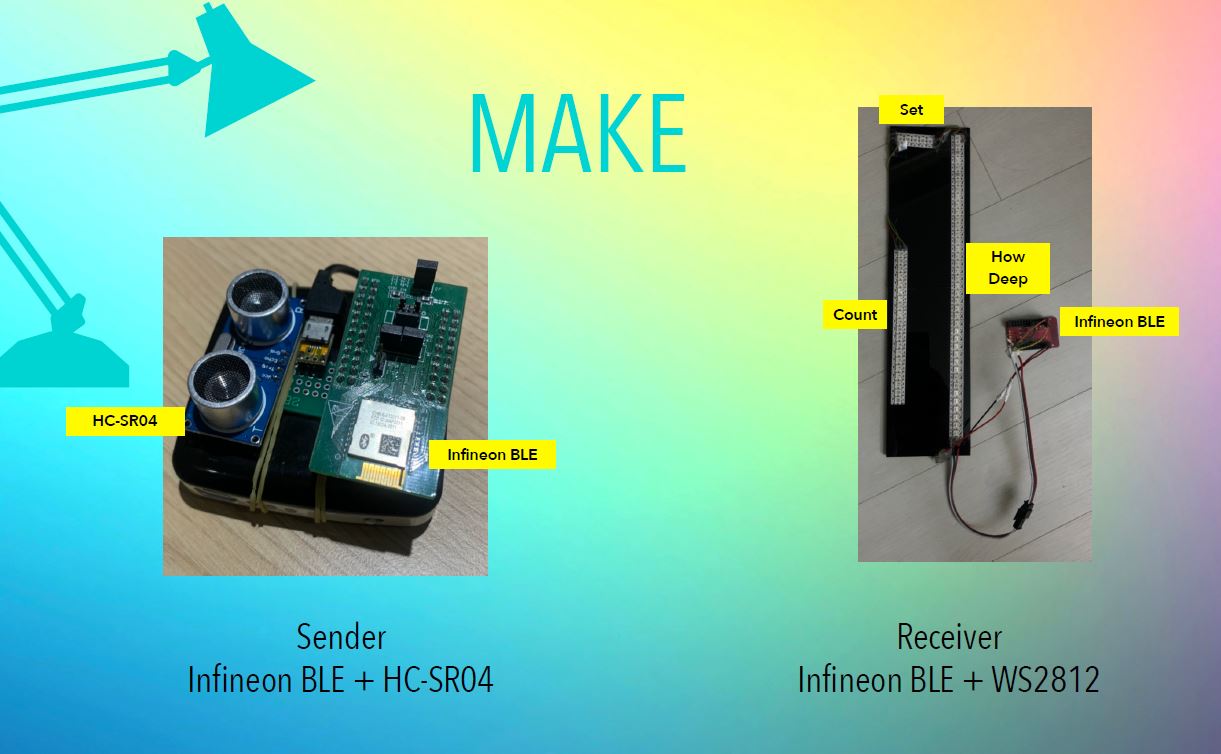 MAKE
Set
How
Deep
Count
Infineon BLE
HC-SR04
Infineon BLE
Sender
Infineon BLE + HC-SR04
Receiver
Infineon BLE + WS2812